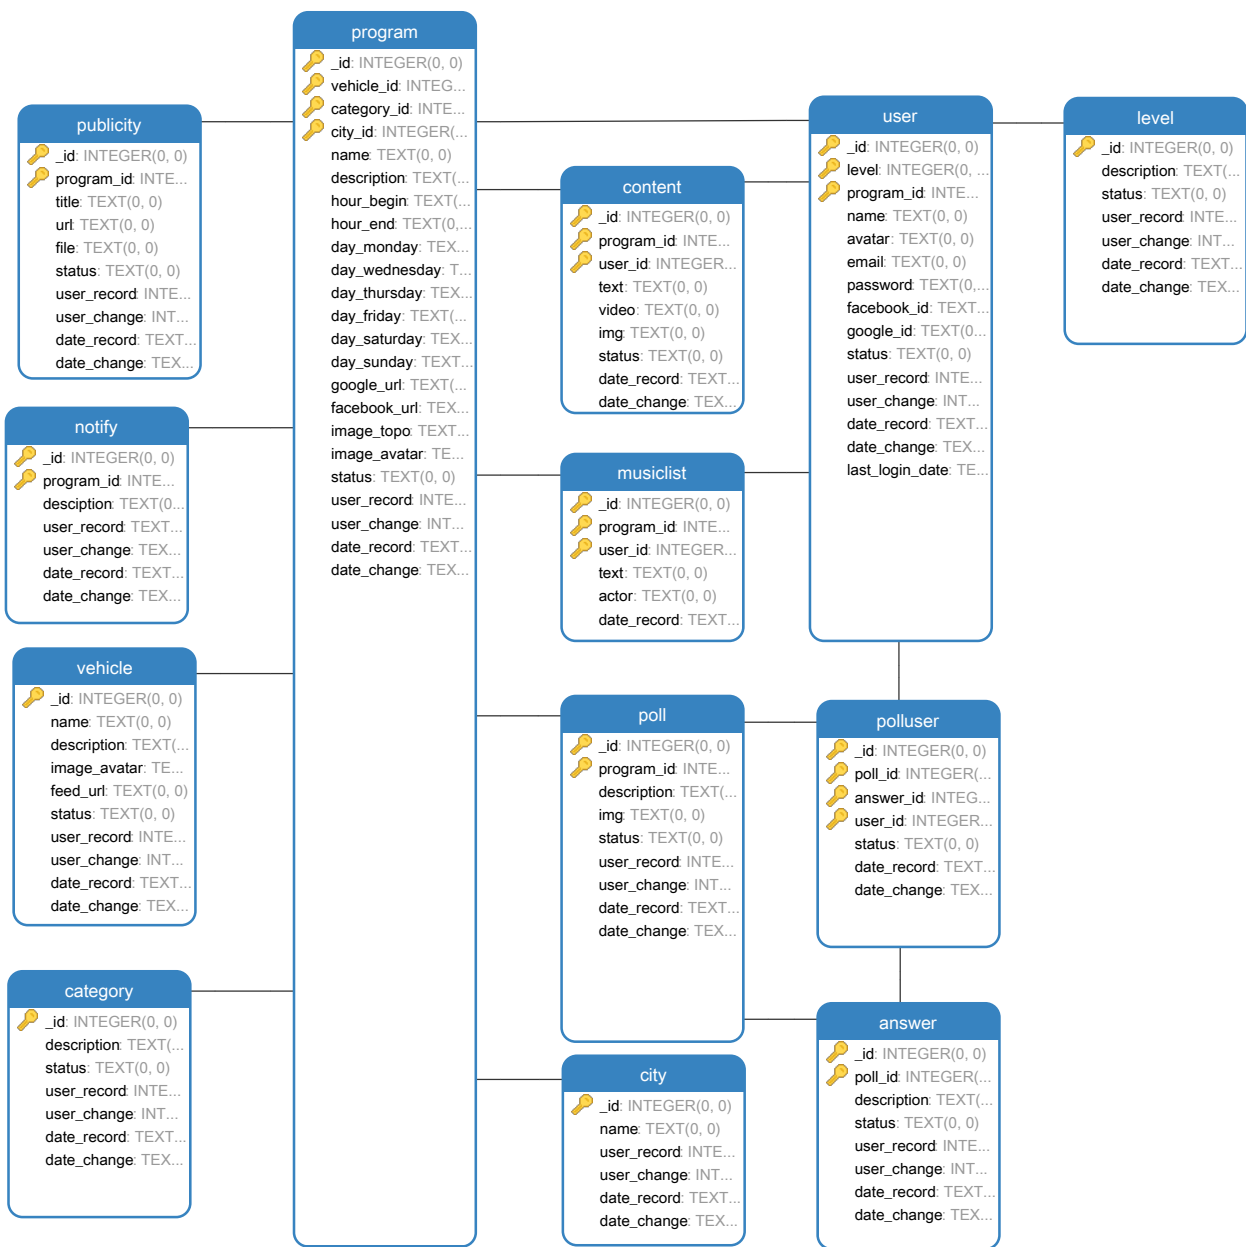 program
_id: INTEGER(0, 0)
vehicle_id: INTEG...
category_id: INTE...
city_id: INTEGER(...
name: TEXT(0, 0)
description: TEXT(...
hour_begin: TEXT(...
hour_end: TEXT(0,...
day_monday: TEX...
day_wednesday: T...
day_thursday: TEX...
day_friday: TEXT(...
day_saturday: TEX...
day_sunday: TEXT...
google_url: TEXT(...
facebook_url: TEX...
image_topo: TEXT...
image_avatar: TE...
status: TEXT(0, 0)
user_record: INTE...
user_change: INT...
date_record: TEXT...
date_change: TEX...
publicity
_id: INTEGER(0, 0)
program_id: INTE...
title: TEXT(0, 0)
url: TEXT(0, 0)
file: TEXT(0, 0)
status: TEXT(0, 0)
user_record: INTE...
user_change: INT...
date_record: TEXT...
date_change: TEX...
notify
_id: INTEGER(0, 0)
program_id: INTE...
desciption: TEXT(0...
user_record: TEXT...
user_change: TEX...
date_record: TEXT...
date_change: TEX...
vehicle
_id: INTEGER(0, 0)
name: TEXT(0, 0)
description: TEXT(...
image_avatar: TE...
feed_url: TEXT(0, 0)
status: TEXT(0, 0)
user_record: INTE...
user_change: INT...
date_record: TEXT...
date_change: TEX...
category
_id: INTEGER(0, 0)
description: TEXT(...
status: TEXT(0, 0)
user_record: INTE...
user_change: INT...
date_record: TEXT...
date_change: TEX...
content
_id: INTEGER(0, 0)
program_id: INTE...
user_id: INTEGER...
text: TEXT(0, 0)
video: TEXT(0, 0)
img: TEXT(0, 0)
status: TEXT(0, 0)
date_record: TEXT...
date_change: TEX...
musiclist
_id: INTEGER(0, 0)
program_id: INTE...
user_id: INTEGER...
text: TEXT(0, 0)
actor: TEXT(0, 0)
date_record: TEXT...
poll
_id: INTEGER(0, 0)
program_id: INTE...
description: TEXT(...
img: TEXT(0, 0)
status: TEXT(0, 0)
user_record: INTE...
user_change: INT...
date_record: TEXT...
date_change: TEX...
city
_id: INTEGER(0, 0)
name: TEXT(0, 0)
user_record: INTE...
user_change: INT...
date_record: TEXT...
date_change: TEX...
user
_id: INTEGER(0, 0)
level: INTEGER(0, ...
program_id: INTE...
name: TEXT(0, 0)
avatar: TEXT(0, 0)
email: TEXT(0, 0)
password: TEXT(0,...
facebook_id: TEXT...
google_id: TEXT(0...
status: TEXT(0, 0)
user_record: INTE...
user_change: INT...
date_record: TEXT...
date_change: TEX...
last_login_date: TE...
polluser
_id: INTEGER(0, 0)
poll_id: INTEGER(...
answer_id: INTEG...
user_id: INTEGER...
status: TEXT(0, 0)
date_record: TEXT...
date_change: TEX...
answer
_id: INTEGER(0, 0)
poll_id: INTEGER(...
description: TEXT(...
status: TEXT(0, 0)
user_record: INTE...
user_change: INT...
date_record: TEXT...
date_change: TEX...
level
_id: INTEGER(0, 0)
description: TEXT(...
status: TEXT(0, 0)
user_record: INTE...
user_change: INT...
date_record: TEXT...
date_change: TEX...